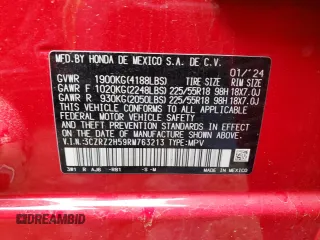 MFD. BY HONDA DE MEXICO S.A. DE C.V.
01/'24
GVWR 1900KG(4188LBS) TIRE SIZE RIM SIZE
GAWR F 1020KG(2248LBS) 225/55R18 98H 18X7.0J
GAWR R 930KG(2050LBS) 225/55R18 98H 18X7.0J
THIS VEHICLE CONFORMS TO ALL APPLICABLE
FEDERAL MOTOR VEHICLE SAFETY AND THEFT
PREVENTION STANDARDS IN EFFECT ON THE
DATE OF MANUFACTURE SHOWN ABOVE.
V.I.N:3CZRZ2H59RM763213 TYPE:MPV
DREAMBID